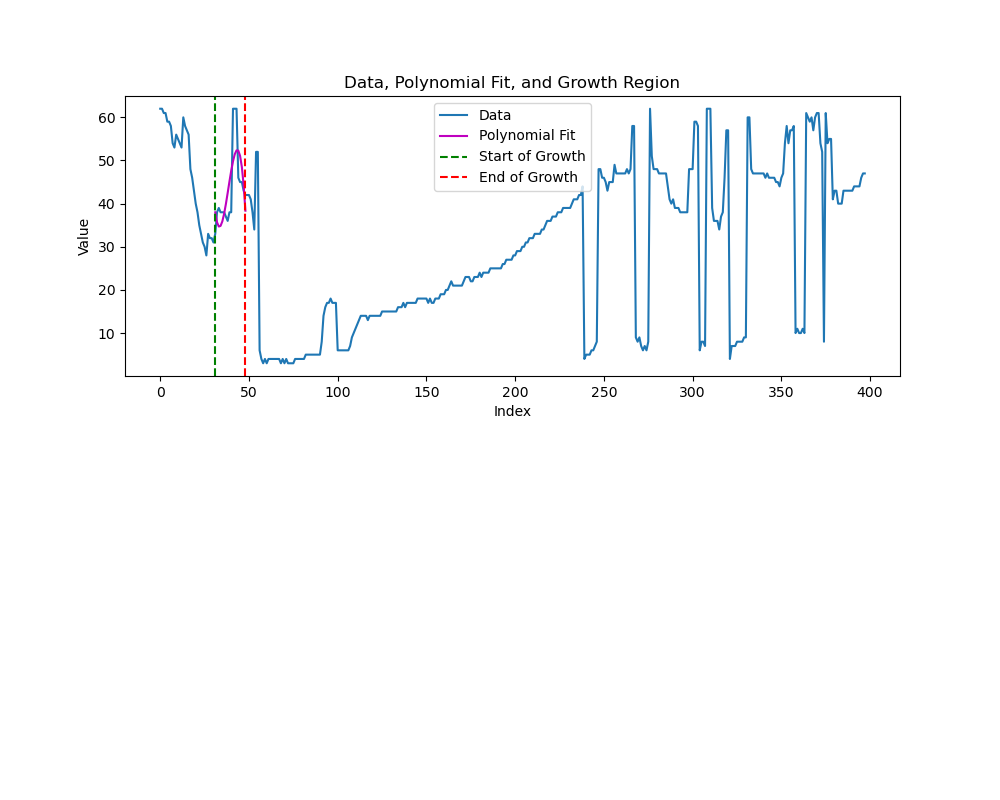 Data, Polynomial Fit, and Growth Region
Data
Polynomial Fit
Start of Growth
End of Growth
Value
60
50
40
30
20
10
0 50 100 150 200 250 300 350 400
Index